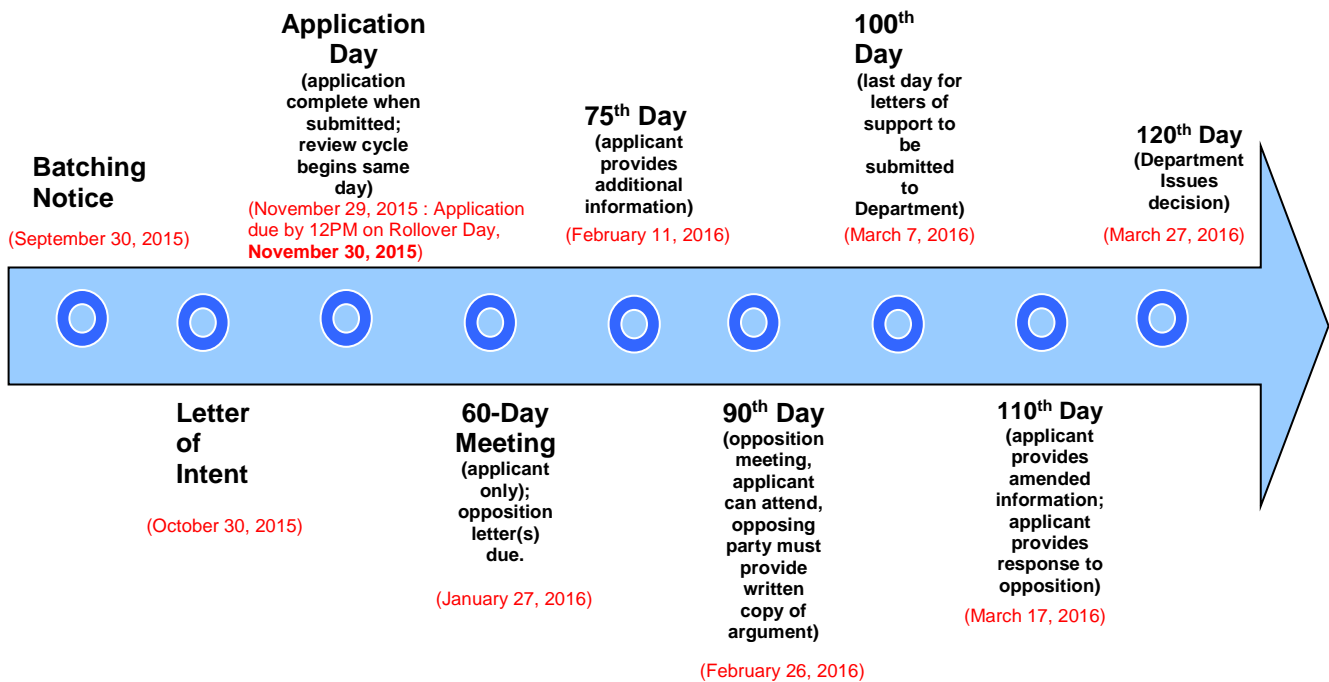 Batching
Notice
(September 30, 2015)
Letter
of
Intent
(October 30, 2015)
Application
Day
(application
complete when
submitted;
review cycle
begins same
day)
(November 29, 2015 : Application
due by 12PM on Rollover Day,
November 30, 2015)
60-Day
Meeting
(applicant
only);
opposition
letter(s)
due.
(January 27, 2016)
75th Day
(applicant
provides
additional
information)
(February 11, 2016)
90th Day
(opposition
meeting,
applicant
can attend,
opposing
party must
provide
written
copy of
argument)
(February 26, 2016)
100th
Day
(last day for
letters of
support to
be
submitted
to
Department)
(March 7, 2016)
110th Day
(applicant
provides
amended
information;
applicant
provides
response to
opposition)
(March 17, 2016)
120th Day
(Department
Issues
decision)
(March 27, 2016)